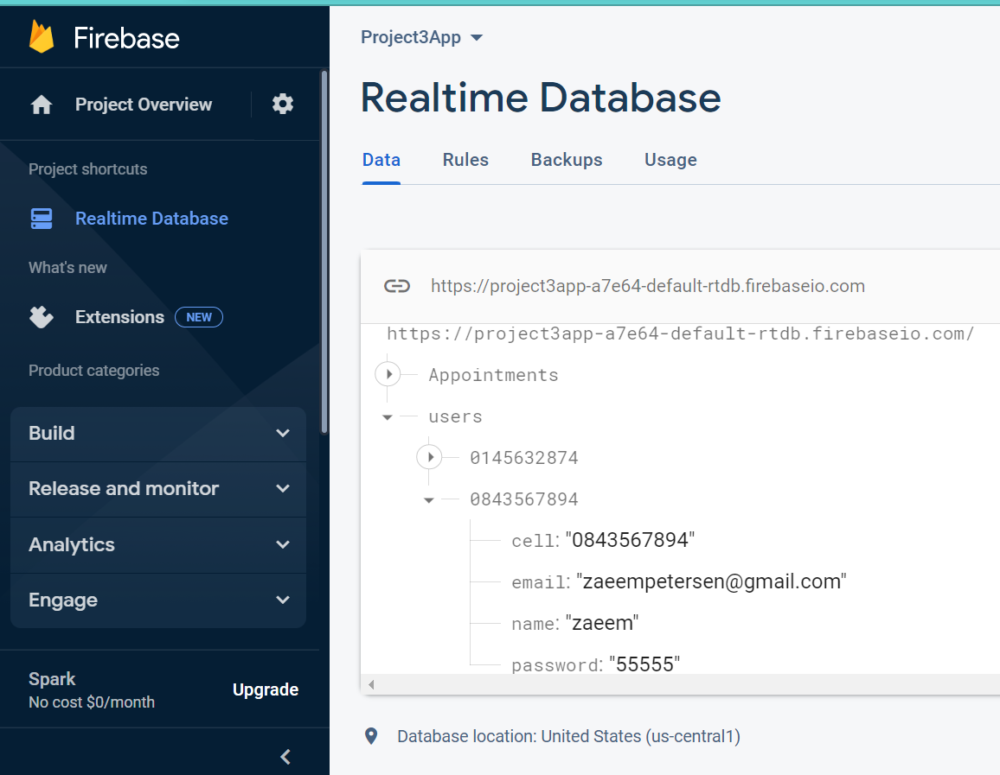 Firebase
Project Overview
Project shortcuts
Realtime Database
What's new
Extensions NEW
Product categories
Build
Release and monitor
Analytics
Engage
Spark
No cost $0/month
Upgrade
Project3App
Realtime Database
Data Rules Backups Usage
https://project3app-a7e64-default-rtdb.firebaseio.com
https://project3app-a7e64-default-rtdb.firebaseio.com/
Appointments
users
0145632874
0843567894
cell: "0843567894"
email: "zaeempetersen@gmail.com"
name: "zaeem"
password: "55555"
Database location: United States (us-central1)